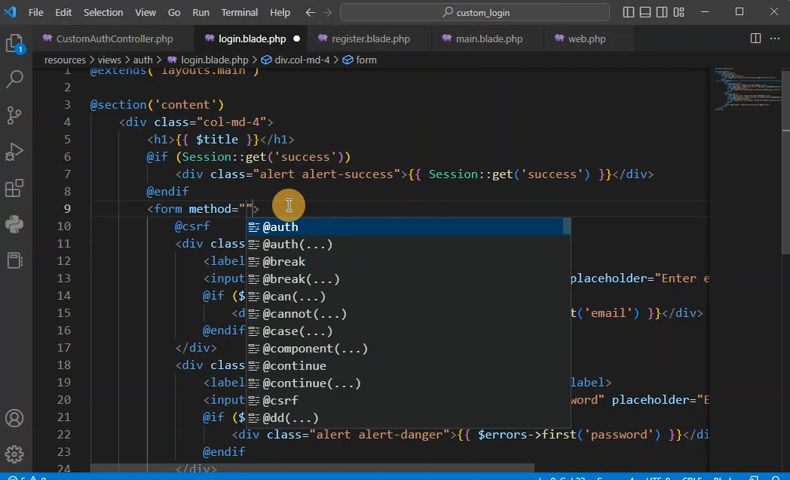 File Edit Selection View Go Run Terminal Help custom_login
CustomAuthController.php login.blade.php register.blade.php main.blade.php web.php
resources > views > auth > login.blade.php > div.col-md-4 > form
1 @extends('layouts.main')
2
3 @section('content')
4 <div class="col-md-4">
5 <h1>{{ $title }}</h1>
6 @if (Session::get('success'))
7 <div class="alert alert-success">{{ Session::get('success') }}</div>
8 @endif
9 <form method="">
10 @csrf @auth
11 <div class @auth(...)
12 <label @break
13 <input @break(...) placeholder="Enter e
14 @if ($ @can(...)
15 <d @cannot(...) t('email') }}</div>
16 @endif @case(...)
17 </div> @component(...)
18 <div class @continue
19 <label @continue(...) label>
20 <input @csrf word" placeholder="E
21 @if ($ @dd(...)
22 <div class="alert alert-danger">{{ $errors->first('password') }}</di
23 @endif
24 </div>